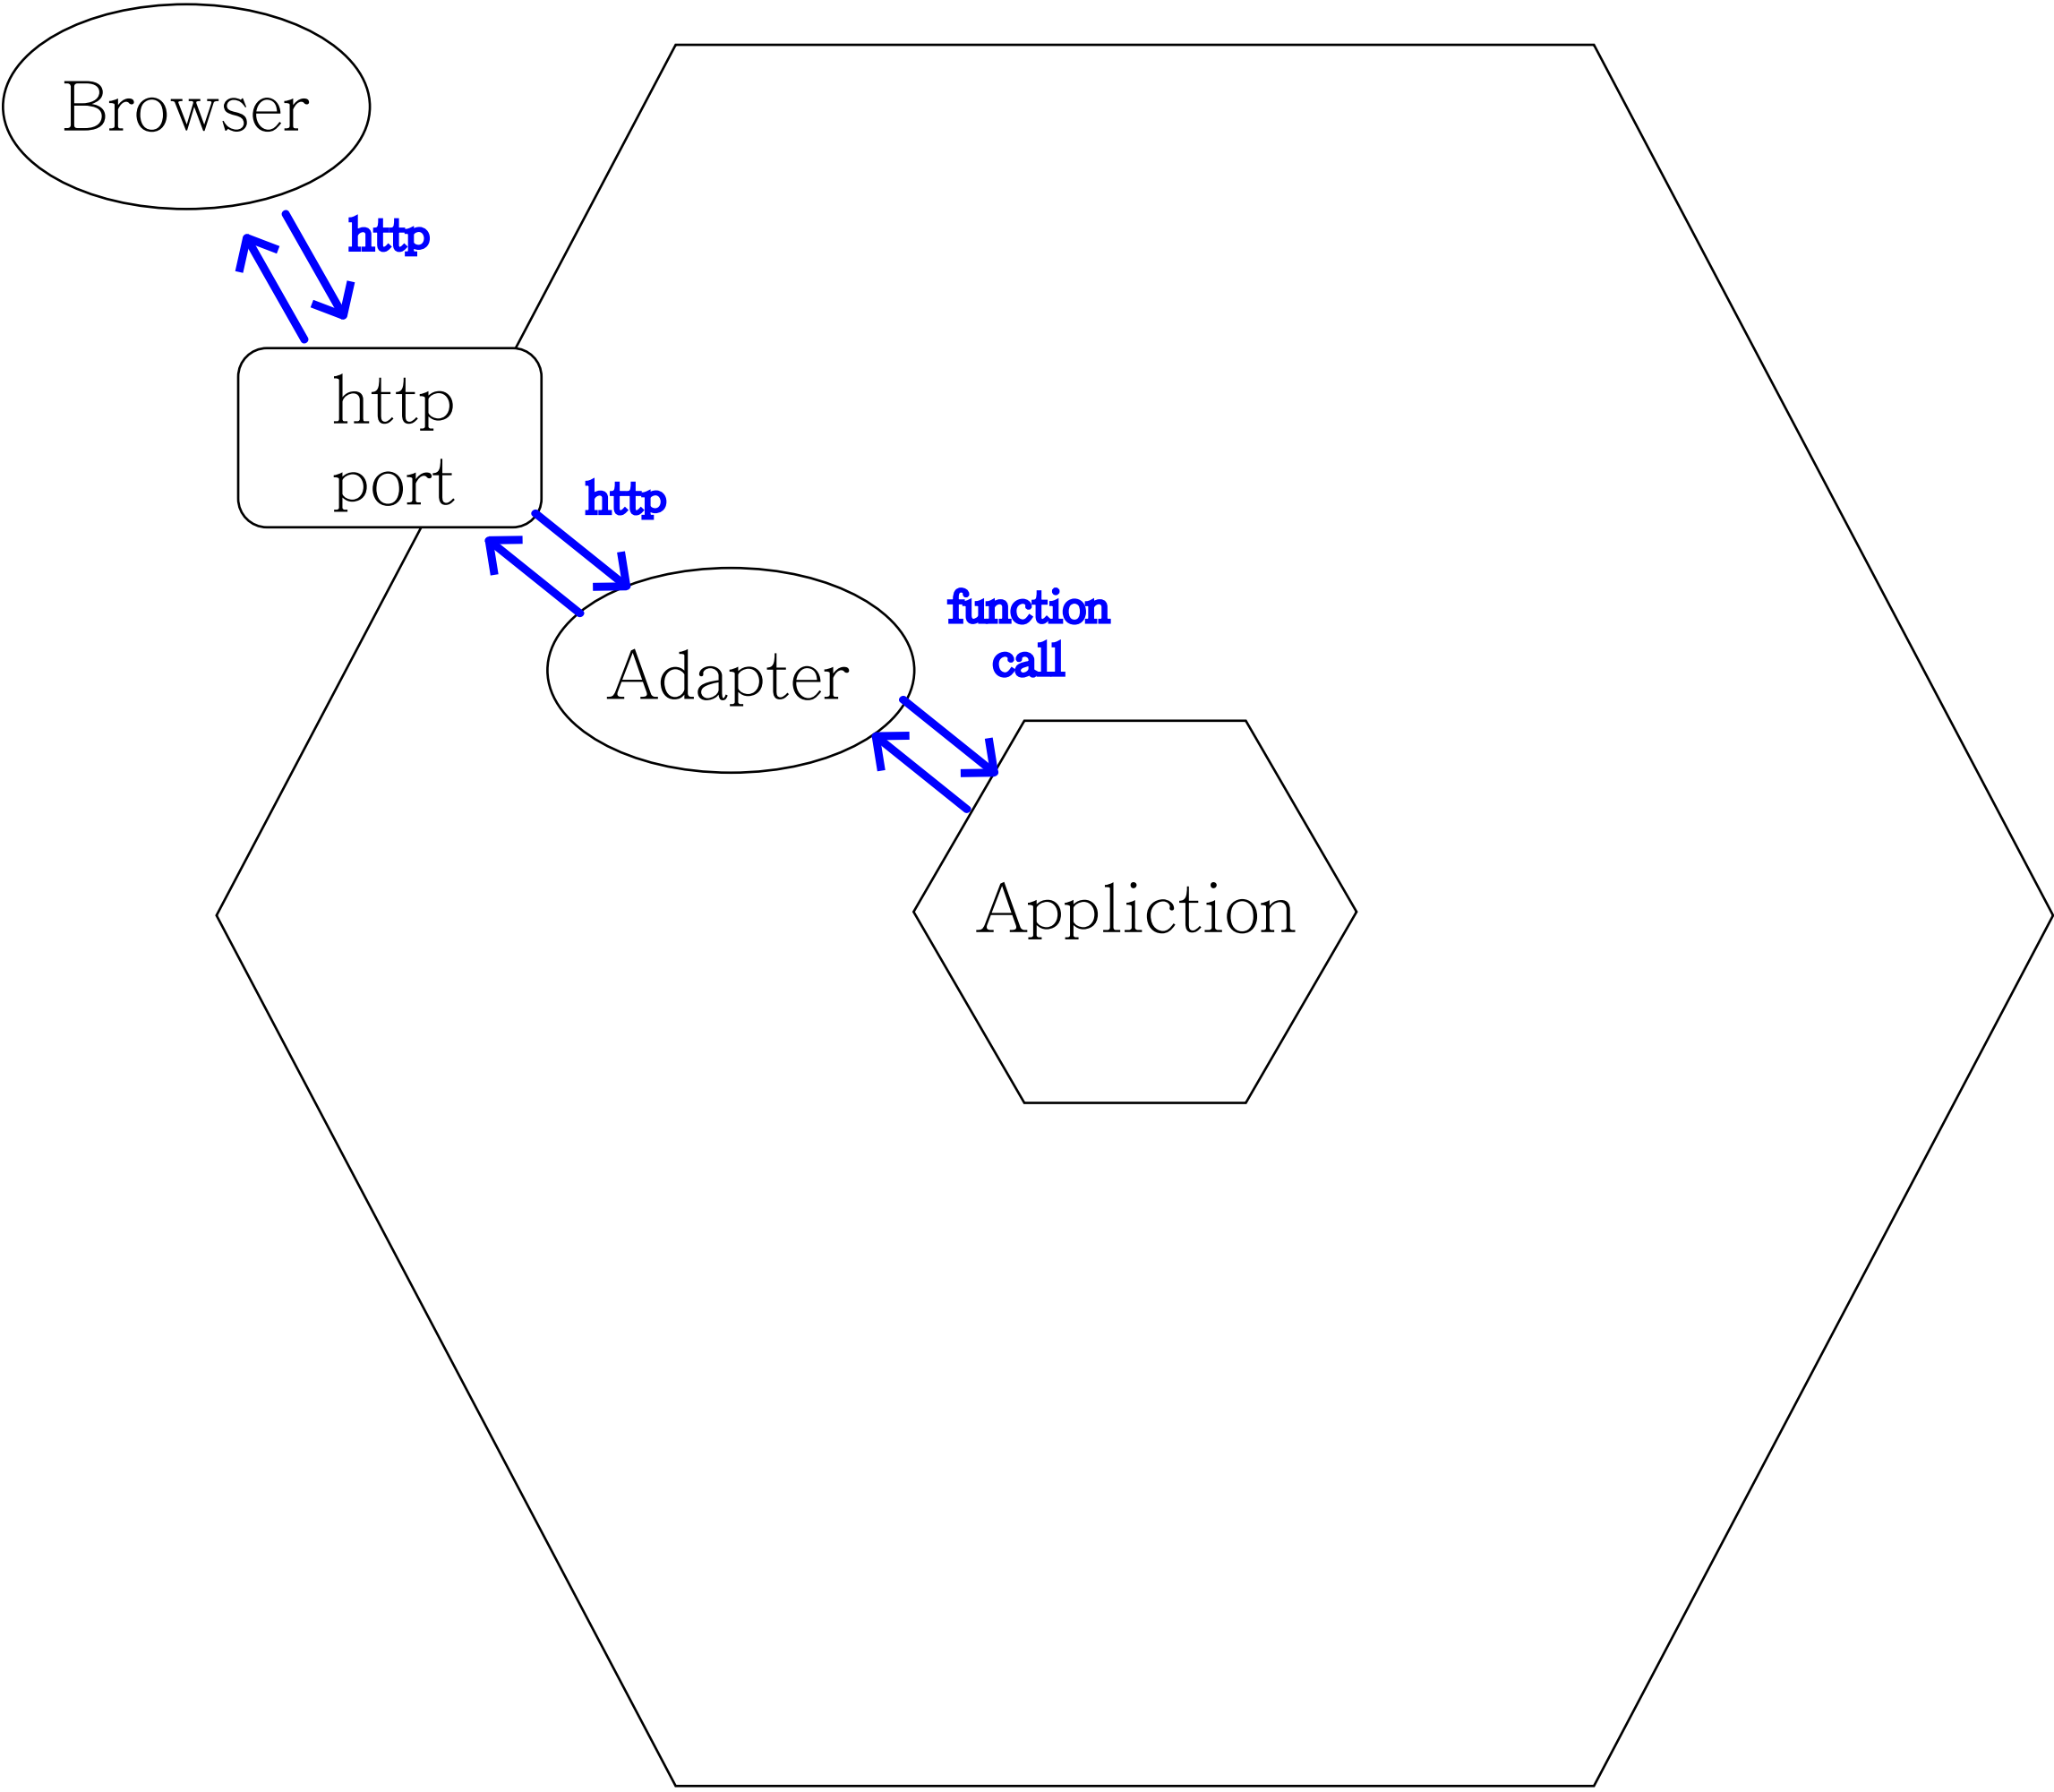 Browser
http
http
port
http
function
call
Adapter
Appliction